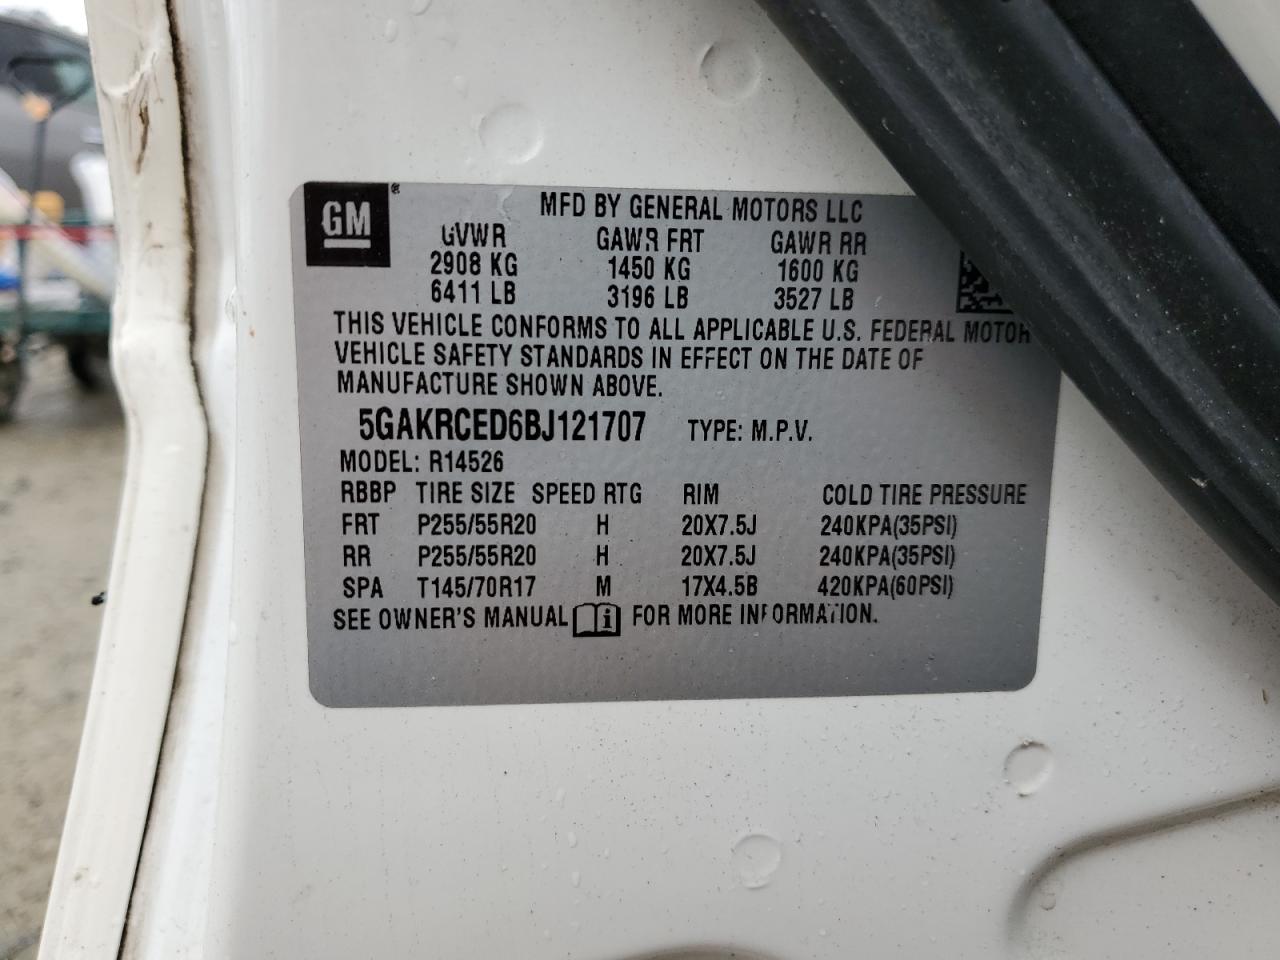 GM®
MFD BY GENERAL MOTORS LLC
GVWR GAWR FRT GAWR RR
2908 KG 1450 KG 1600 KG
6411 LB 3196 LB 3527 LB
THIS VEHICLE CONFORMS TO ALL APPLICABLE U.S. FEDERAL MOTOR
VEHICLE SAFETY STANDARDS IN EFFECT ON THE DATE OF
MANUFACTURE SHOWN ABOVE.
5GAKRCED6BJ121707 TYPE: M.P.V.
MODEL: R14526
RBBP TIRE SIZE SPEED RTG RIM COLD TIRE PRESSURE
FRT P255/55R20 H 20X7.5J 240KPA(35PSI)
RR P255/55R20 H 20X7.5J 240KPA(35PSI)
SPA T145/70R17 M 17X4.5B 420KPA(60PSI)
SEE OWNER'S MANUAL i FOR MORE INFORMATION.